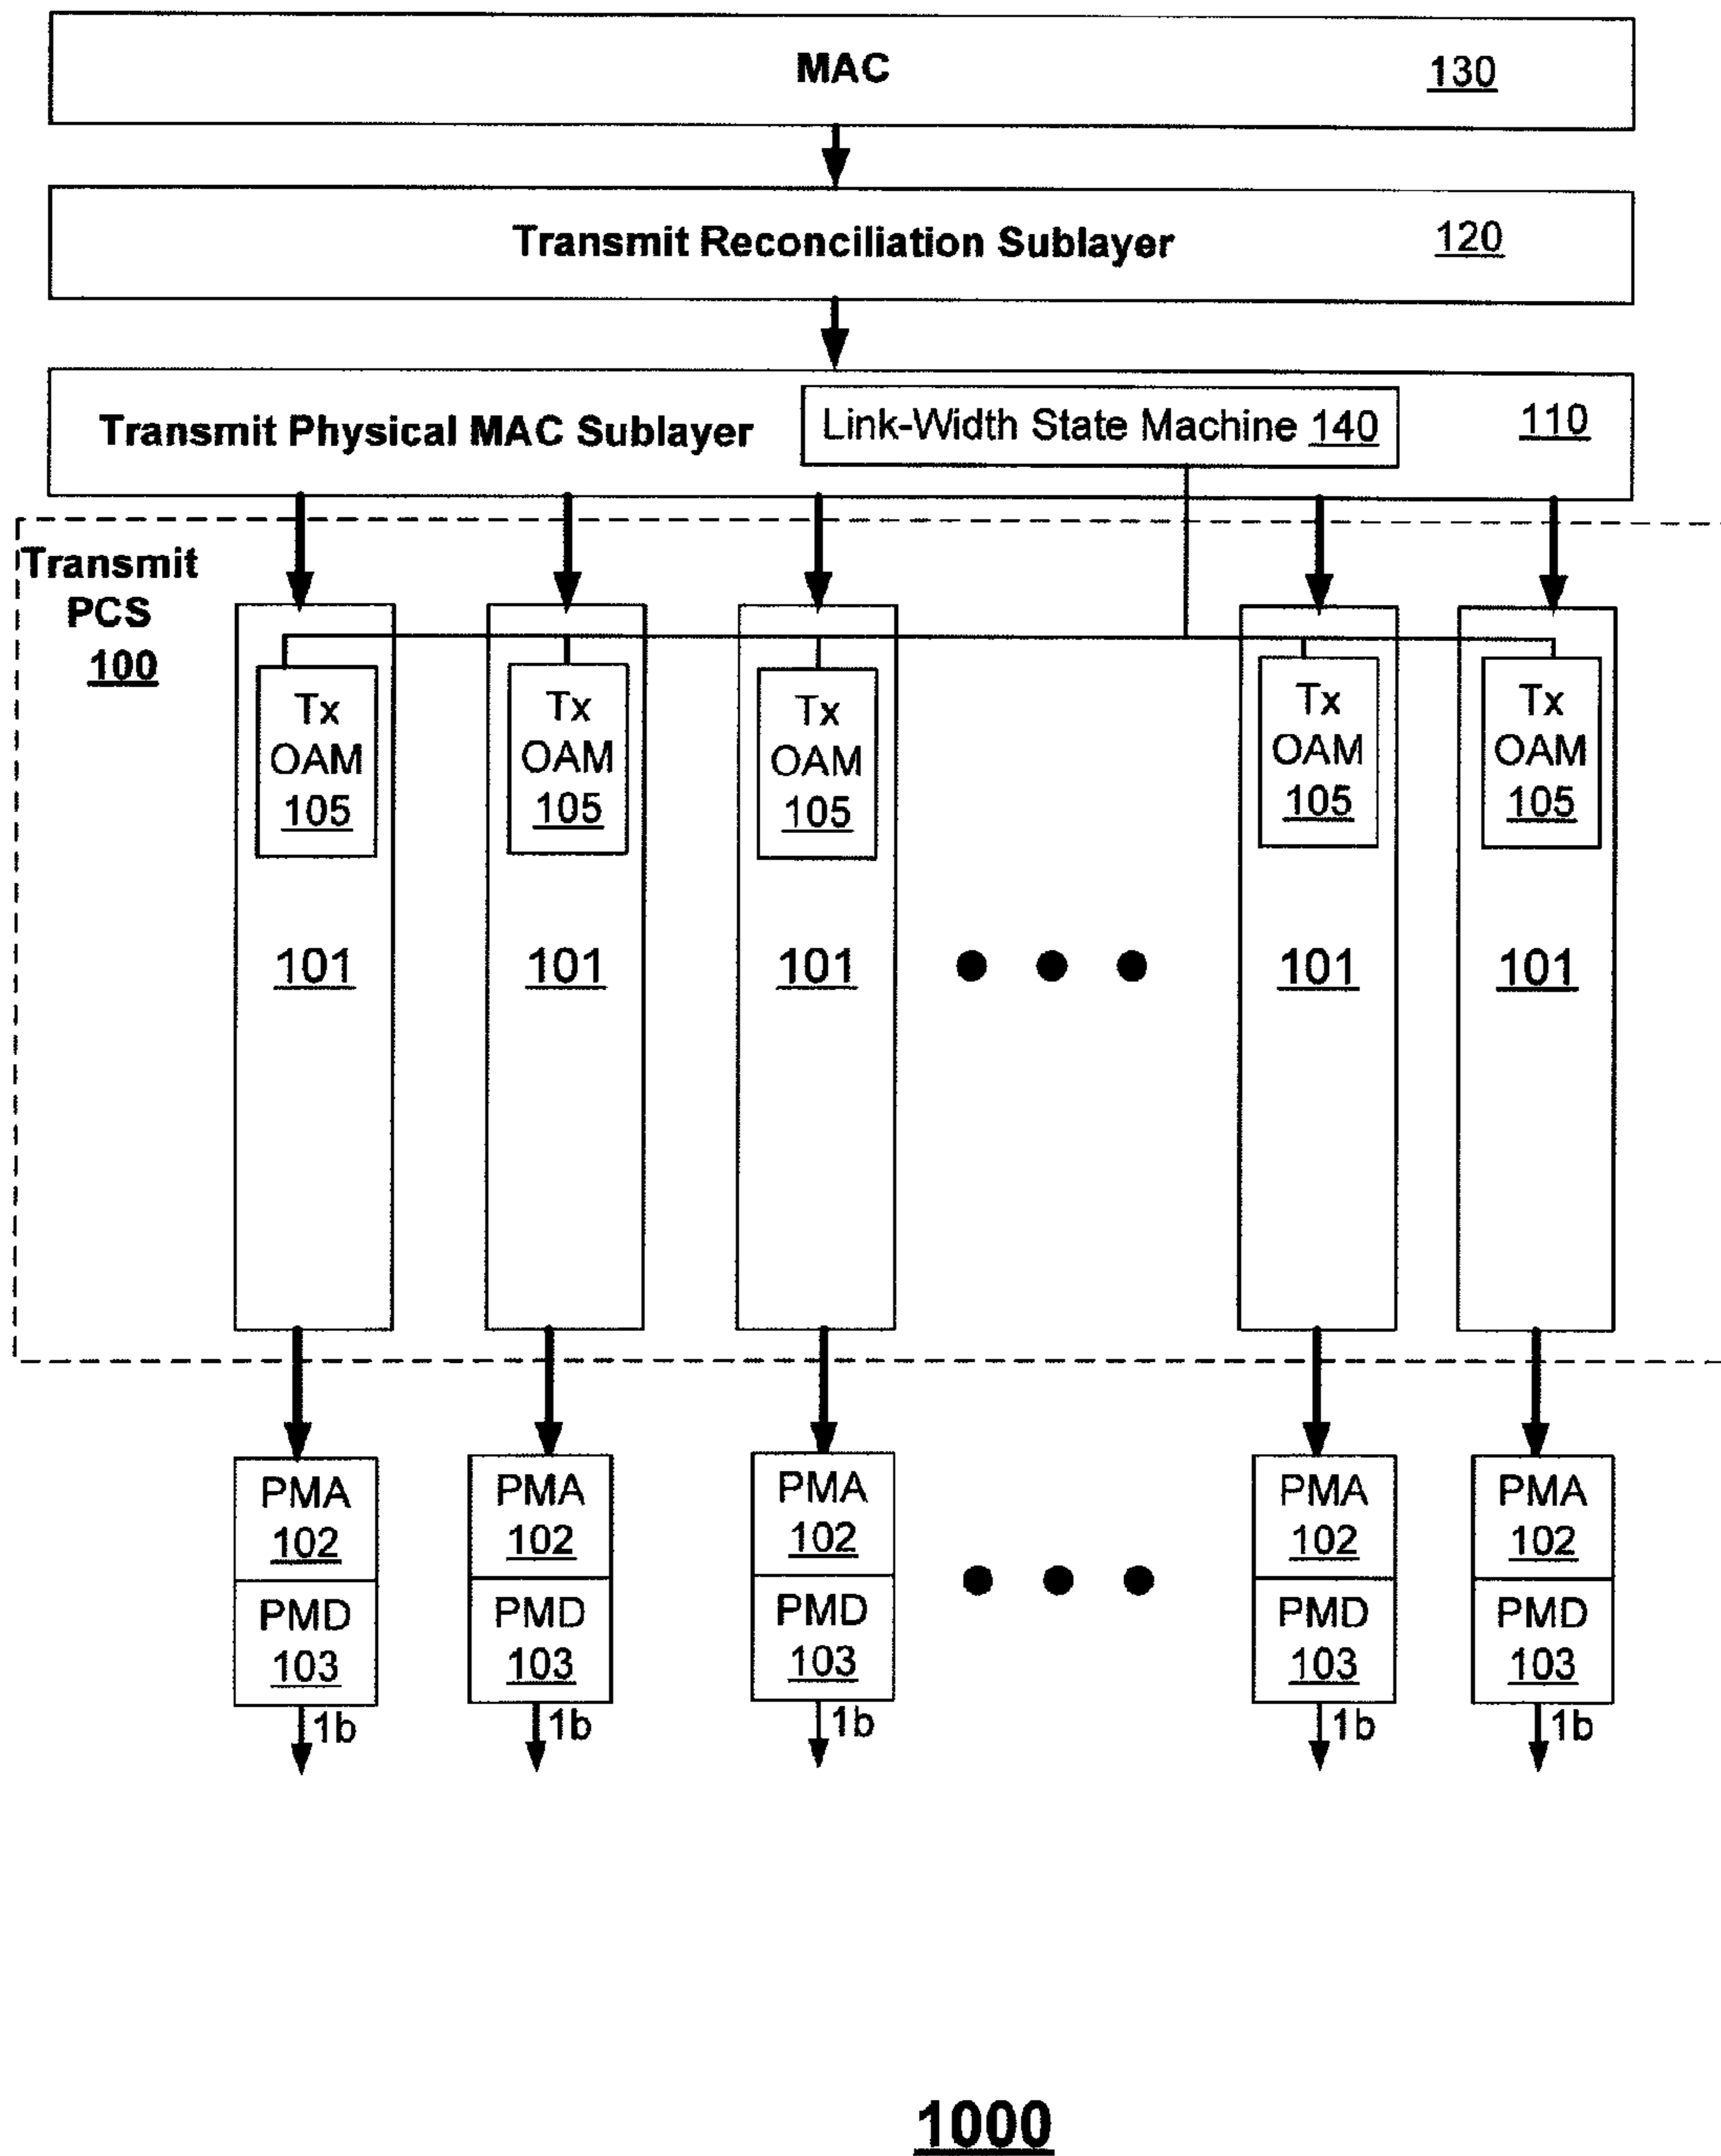 MAC 130
Transmit Reconciliation Sublayer 120
Transmit Physical MAC Sublayer Link-Width State Machine 140 110
Transmit
PCS
100
Tx Tx Tx Tx Tx
OAM OAM OAM OAM OAM
105 105 105 105 105
101 101 101 101 101
PMA PMA PMA PMA PMA
102 102 102 102 102
PMD PMD PMD PMD PMD
103 103 103 103 103
1b 1b 1b 1b 1b
1000